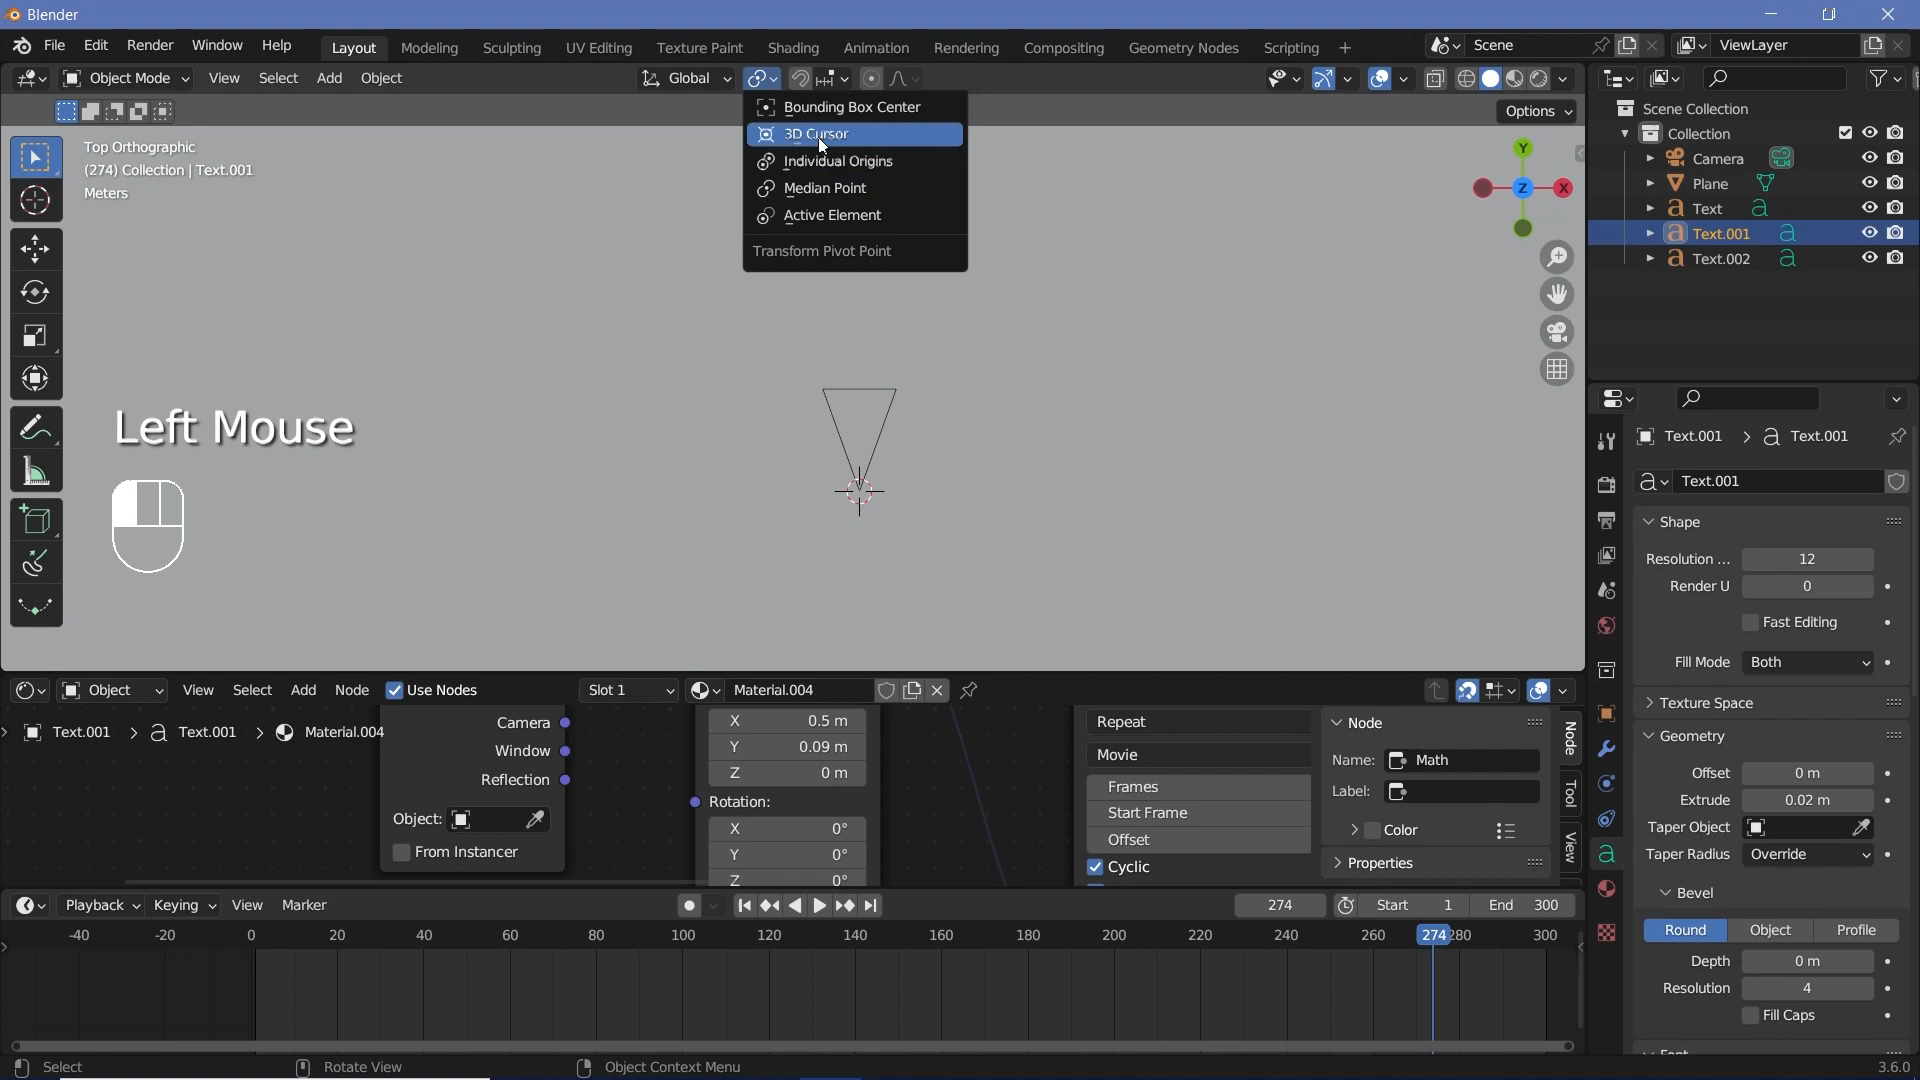 Blender
File Edit Render Window Help
Layout Modeling Sculpting UV Editing Texture Paint Shading Animation Rendering Compositing Geometry Nodes Scripting +
Scene
ViewLayer
Object Mode View Select Add Object
Global
Options
Bounding Box Center
3D Cursor
Individual Origins
Median Point
Active Element
Transform Pivot Point
Top Orthographic
(274) Collection | Text.001
Meters
Y
Z
X
Left Mouse
Scene Collection
Collection
Camera
Plane
Text
Text.001
Text.002
Text.001 > Text.001
Text.001
Shape
Resolution ... 12
Render U 0
Fast Editing
Fill Mode Both
Texture Space
Geometry
Offset 0 m
Extrude 0.02 m
Taper Object
Taper Radius Override
Bevel
Round Object Profile
Depth 0 m
Resolution 4
Fill Caps
Object View Select Add Node Use Nodes Slot 1 Material.004
Text.001 > Text.001 > Material.004
Camera
Window
Reflection
Object:
From Instancer
X 0.5 m
Y 0.09 m
Z 0 m
Rotation:
X 0°
Y 0°
Z 0°
Repeat
Movie
Frames
Start Frame
Offset
Cyclic
Node
Name: Math
Label:
Color
Properties
Node
Tool
View
Playback Keying View Marker
274 Start 1 End 300
-40 -20 0 20 40 60 80 100 120 140 160 180 200 220 240 260 274 280 300
Select Rotate View Object Context Menu
3.6.0